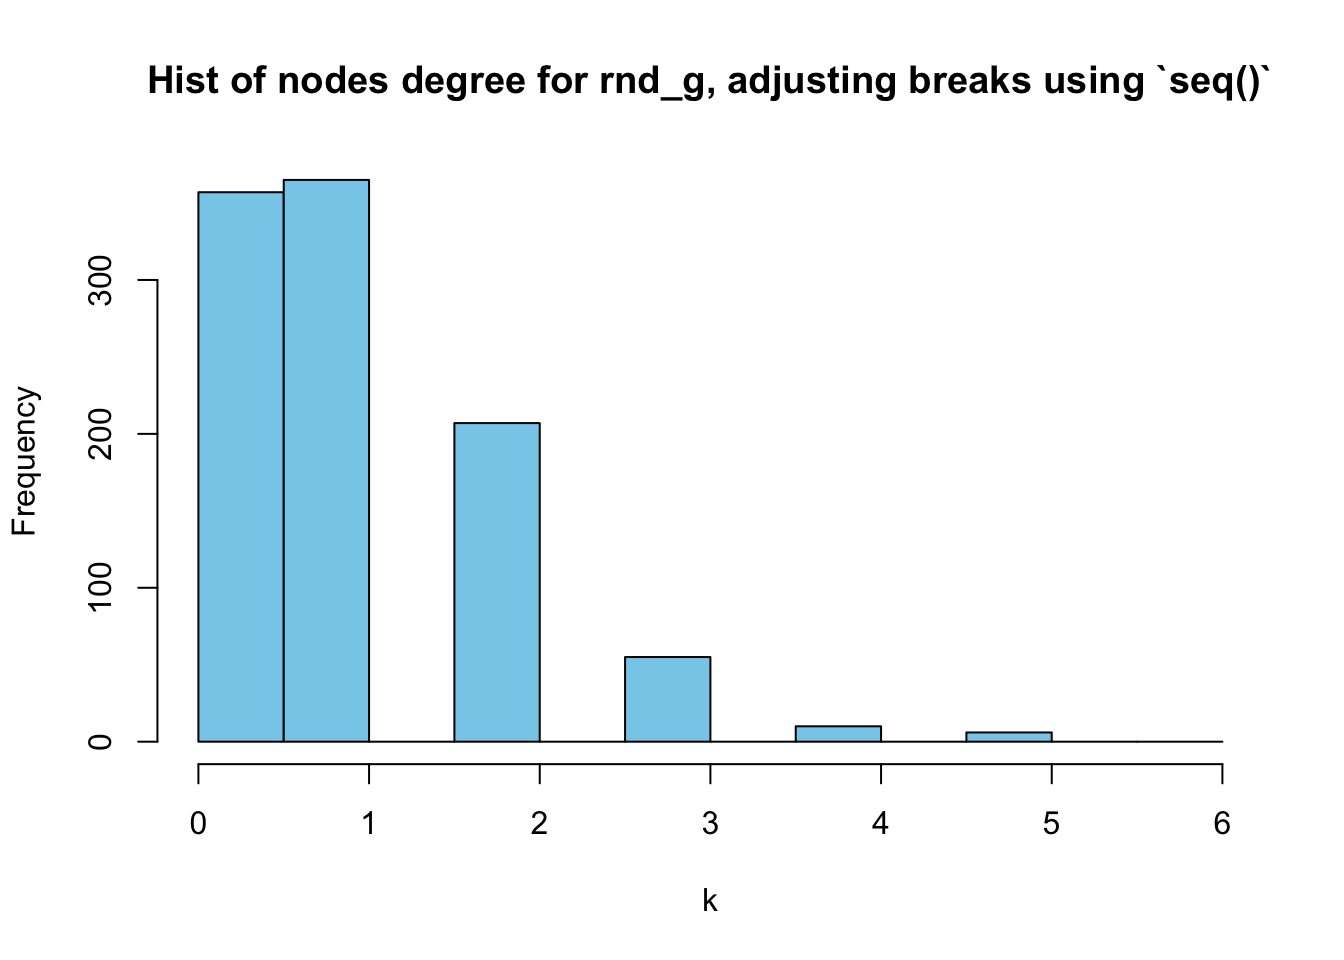 Hist of nodes degree for rnd_g, adjusting breaks using `seq()`
Frequency
300
200
100
0
0 1 2 3 4 5 6
k